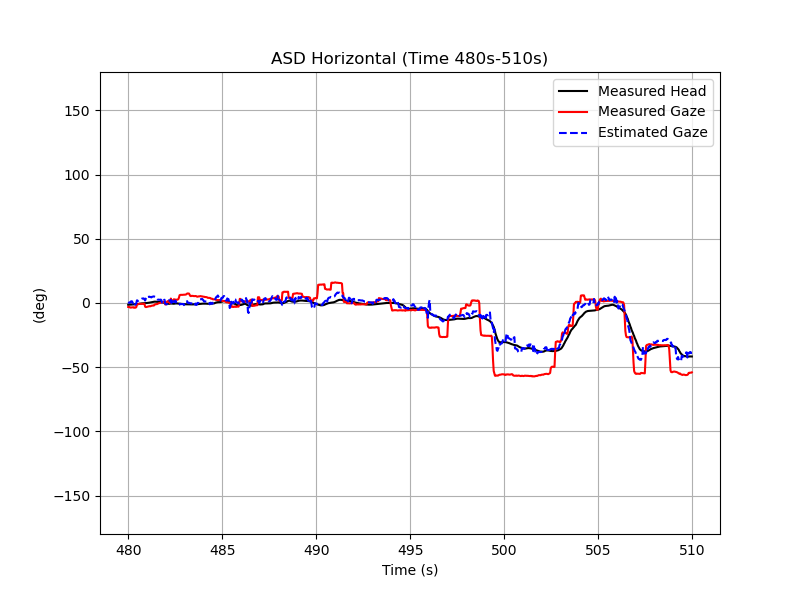 ASD Horizontal (Time 480s-510s)
Measured Head
Measured Gaze
Estimated Gaze
150
100
50
0
−50
−100
−150
(deg)
480 485 490 495 500 505 510
Time (s)